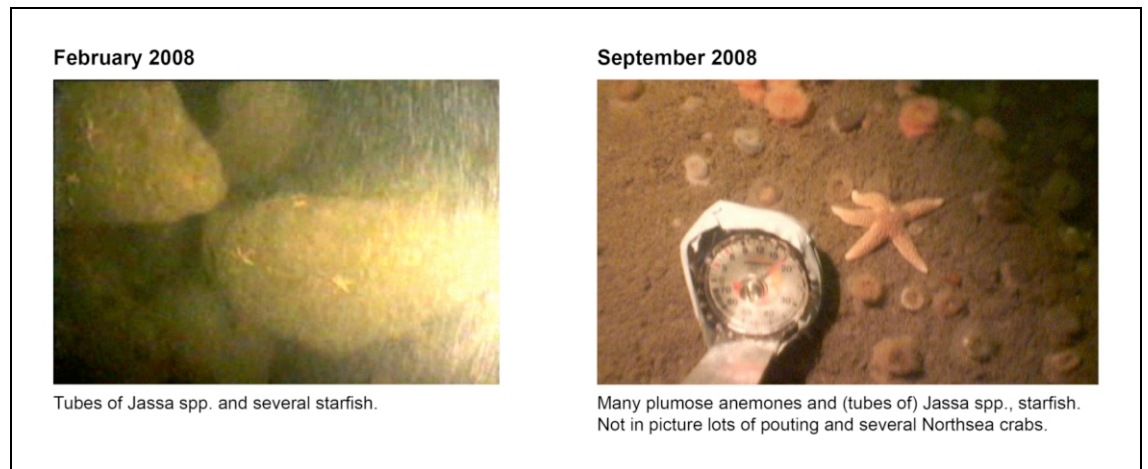 February 2008
September 2008
Tubes of Jassa spp. and several starfish.
Many plumose anemones and (tubes of) Jassa spp., starfish.
Not in picture lots of pouting and several Northsea crabs.